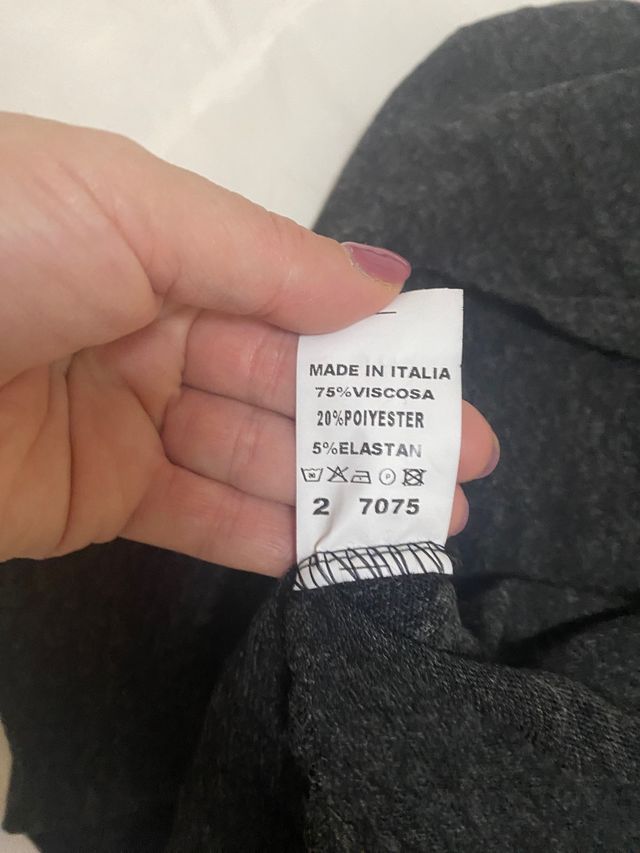 MADE IN ITALIA
75%VISCOSA
20%POIYESTER
5%ELASTAN
P
2 7075